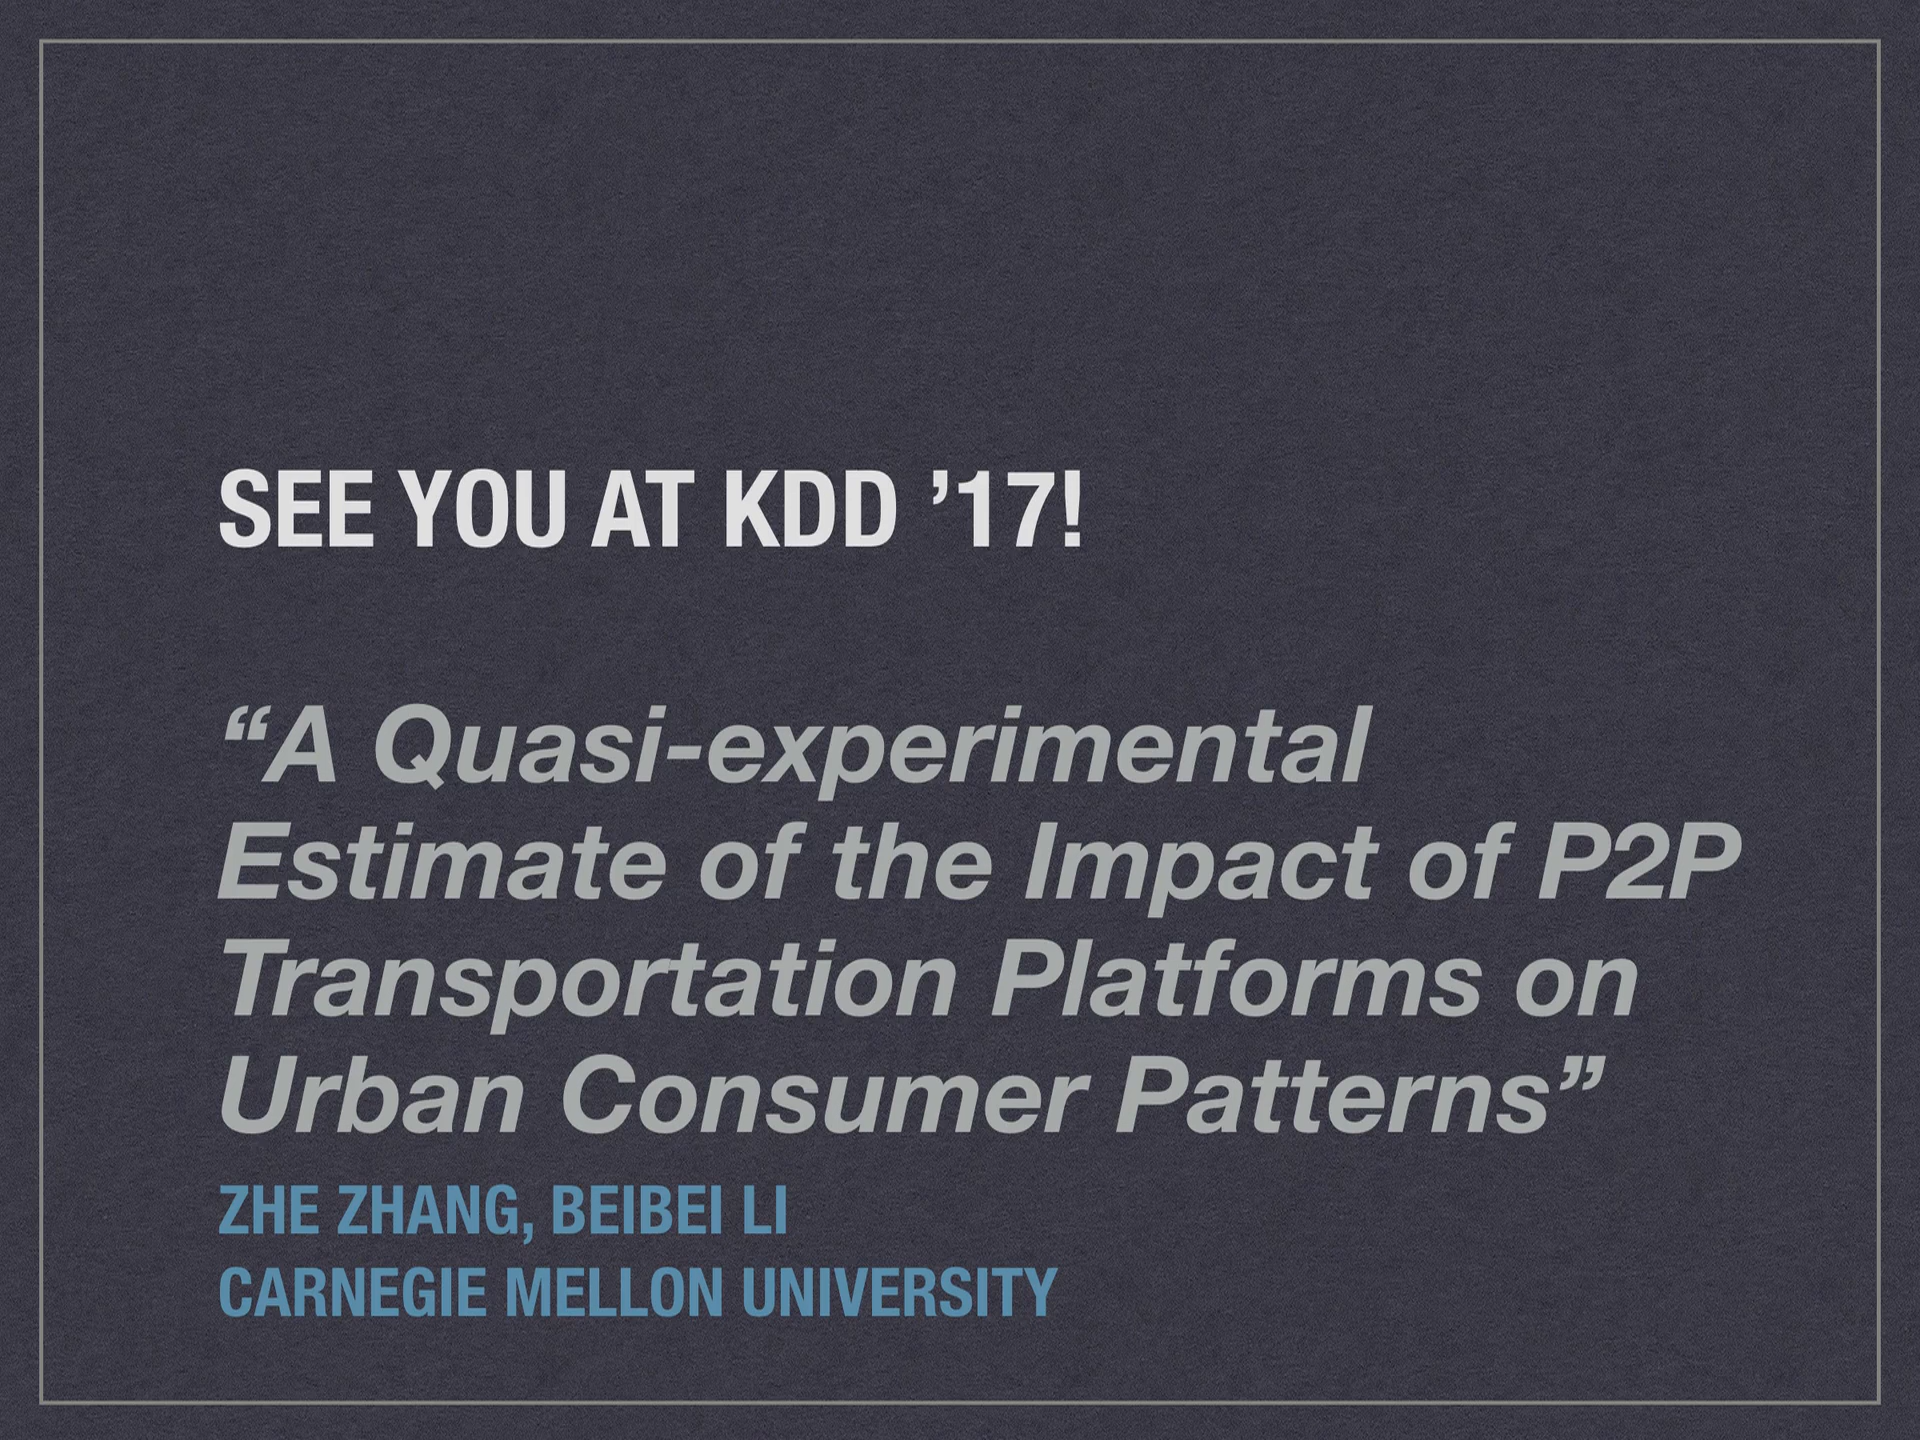 SEE YOU AT KDD ’17!
“A Quasi-experimental
Estimate of the Impact of P2P
Transportation Platforms on
Urban Consumer Patterns”
ZHE ZHANG, BEIBEI LI
CARNEGIE MELLON UNIVERSITY